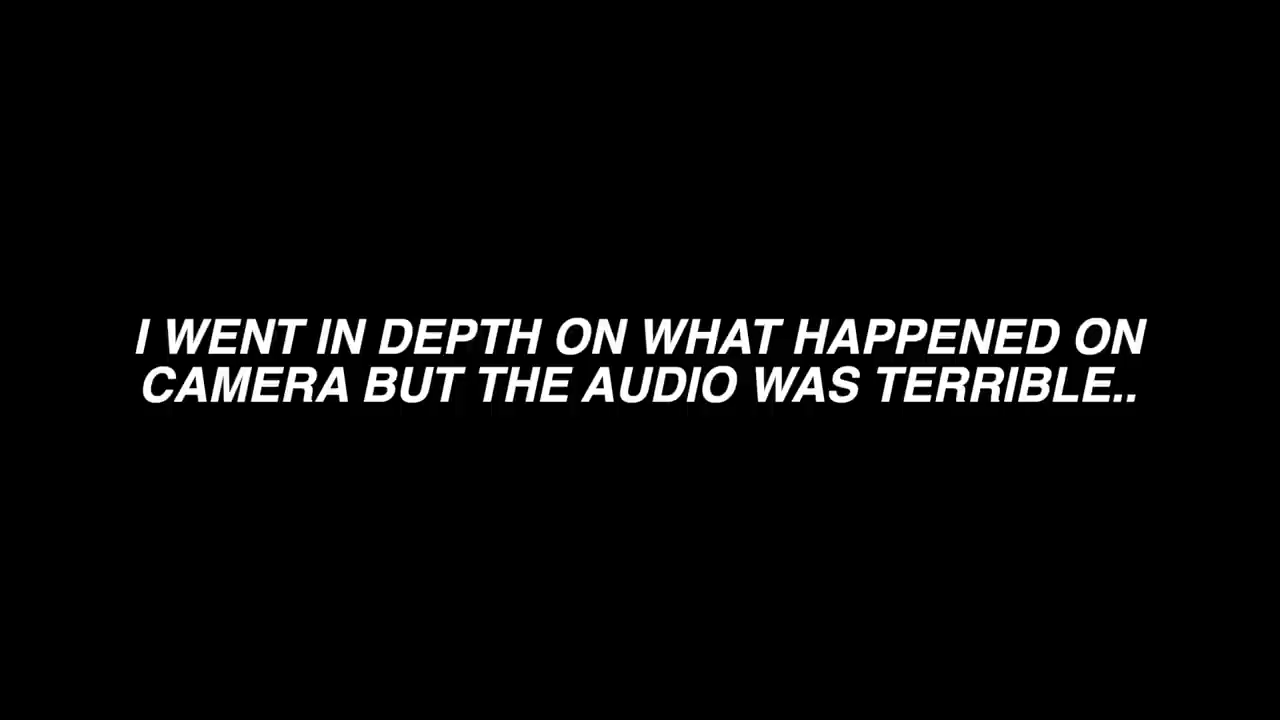 I WENT IN DEPTH ON WHAT HAPPENED ON
CAMERA BUT THE AUDIO WAS TERRIBLE..